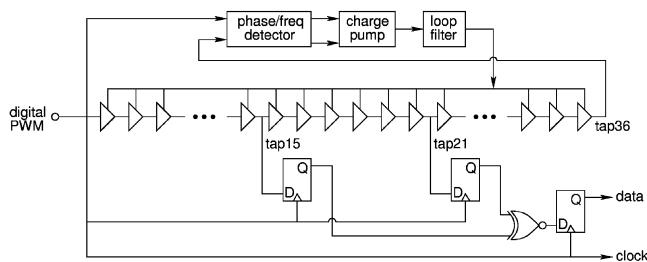 phase/freq
detector
charge
pump
loop
filter
digital
PWM
tap15
tap21
tap36
Q
D
Q
D
Q
D
data
clock